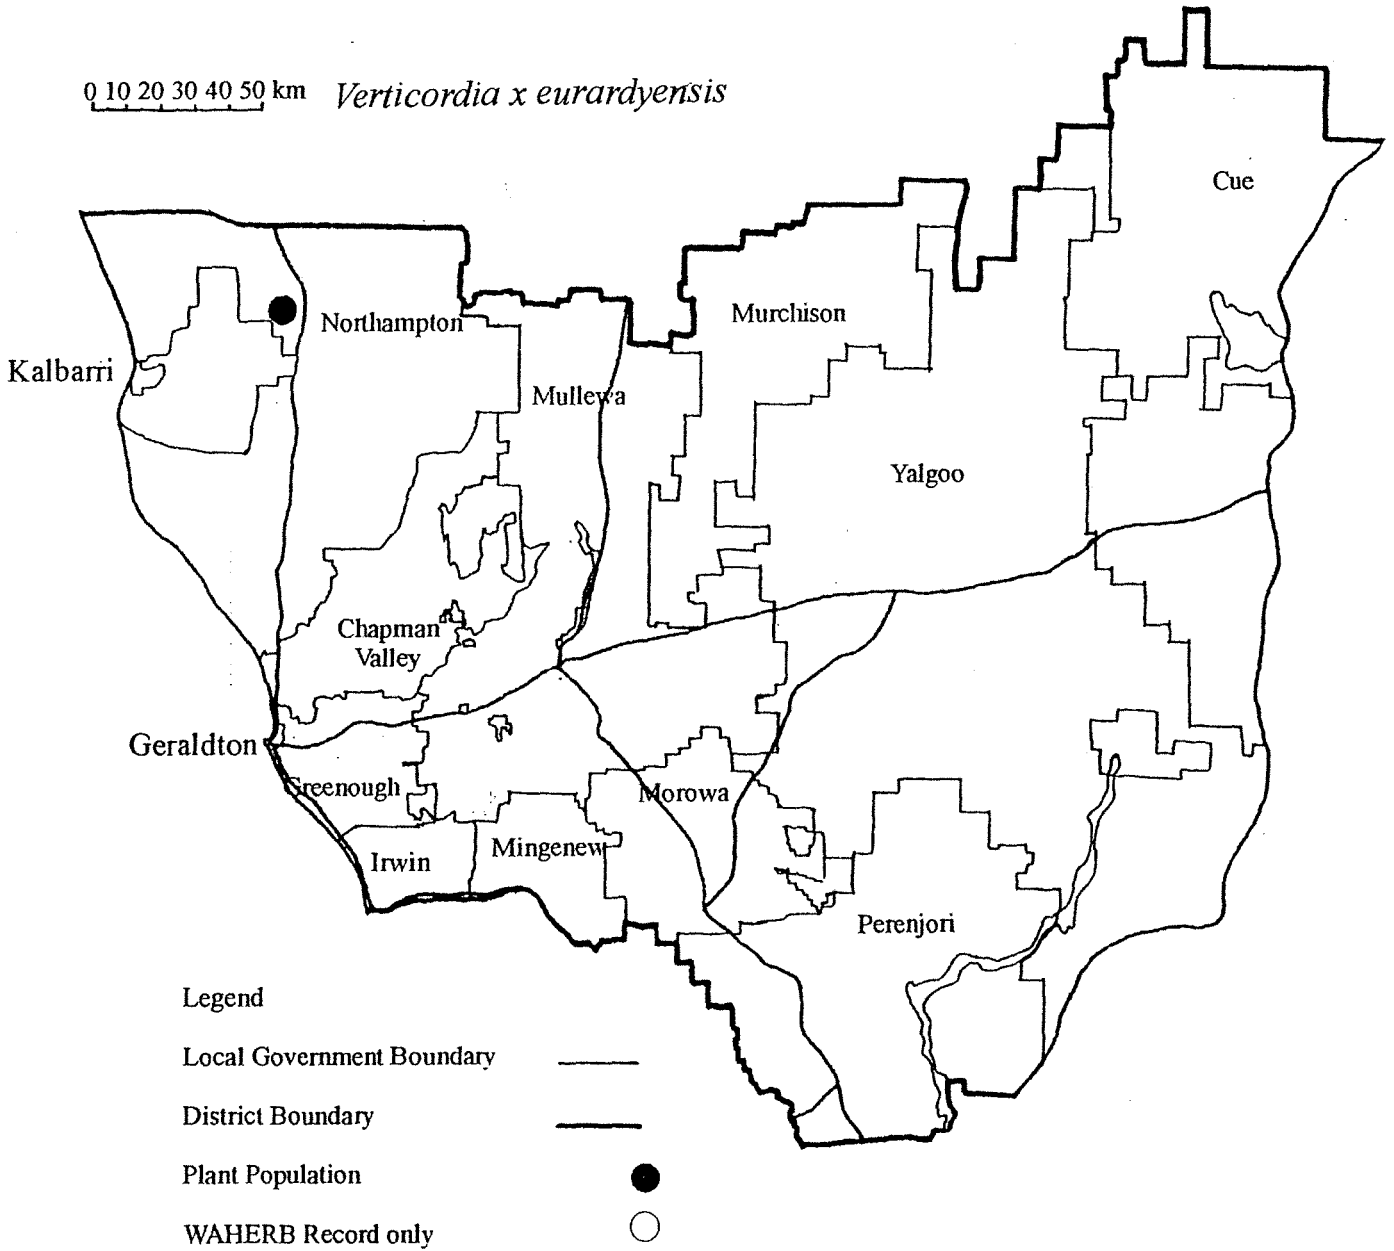 0 10 20 30 40 50 km
Verticordia x eurardyensis
Cue
Murchison
Northampton
Kalbarri
Mullewa
Yalgoo
Chapman
Valley
Geraldton
Greenough
Morowa
Irwin
Mingenew
Perenjori
Legend
Local Government Boundary
District Boundary
Plant Population
WAHERB Record only